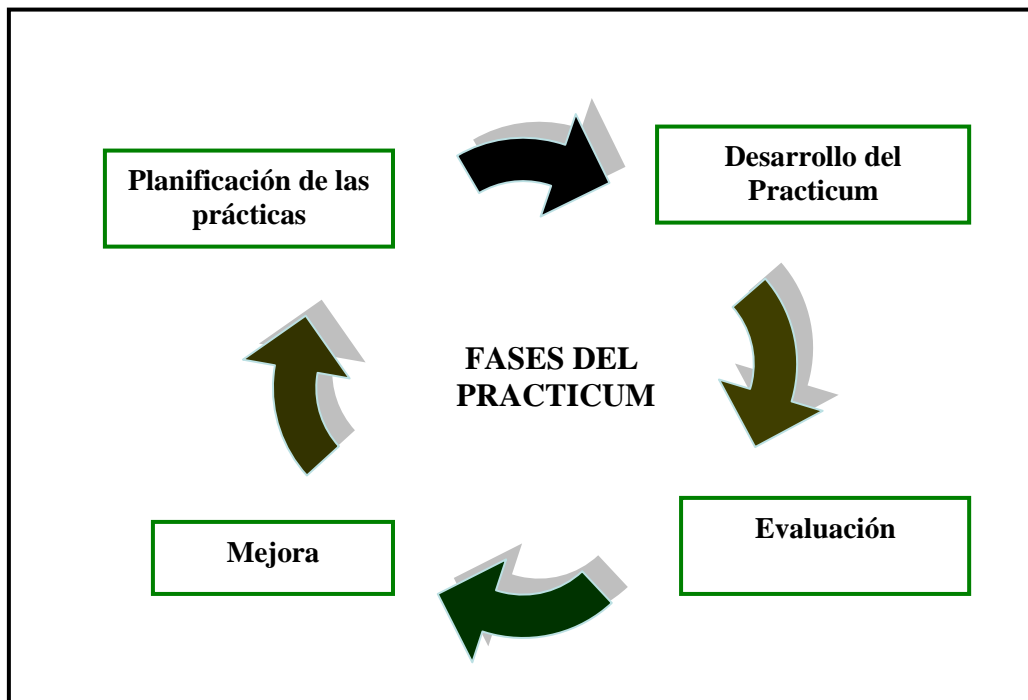 Planificación de las
prácticas
Desarrollo del
Practicum
FASES DEL
PRACTICUM
Mejora
Evaluación